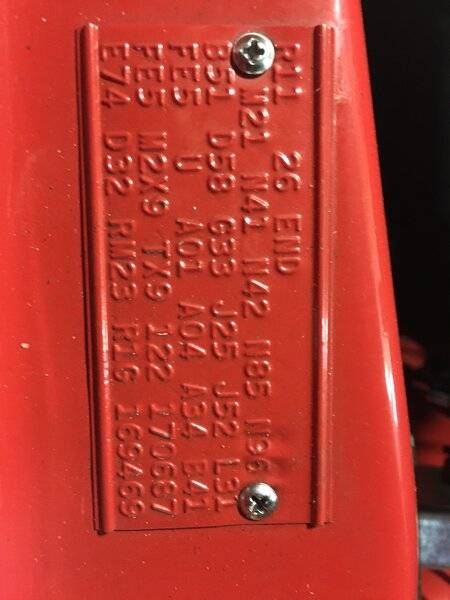 R11 26 END
M21 N41 N42 N85 N96
B51 D58 G33 J25 J52 L31
FE5 U A01 A04 A34 B41
FE5 M2X9 TX9 122 170687
E74 D32 RM23 R1G 169469